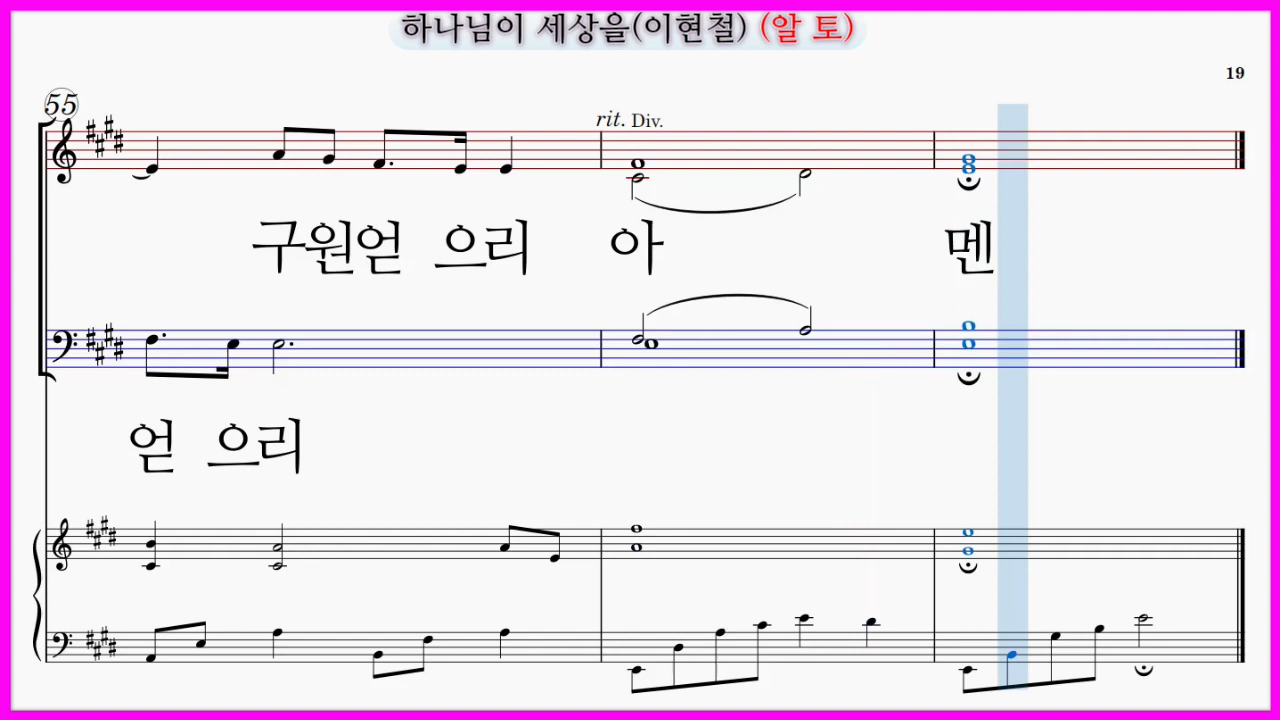 하나님이 세상을(이현철) (알 토)
19
55
rit. Div.
구원얻 으리 아 멘
얻 으리